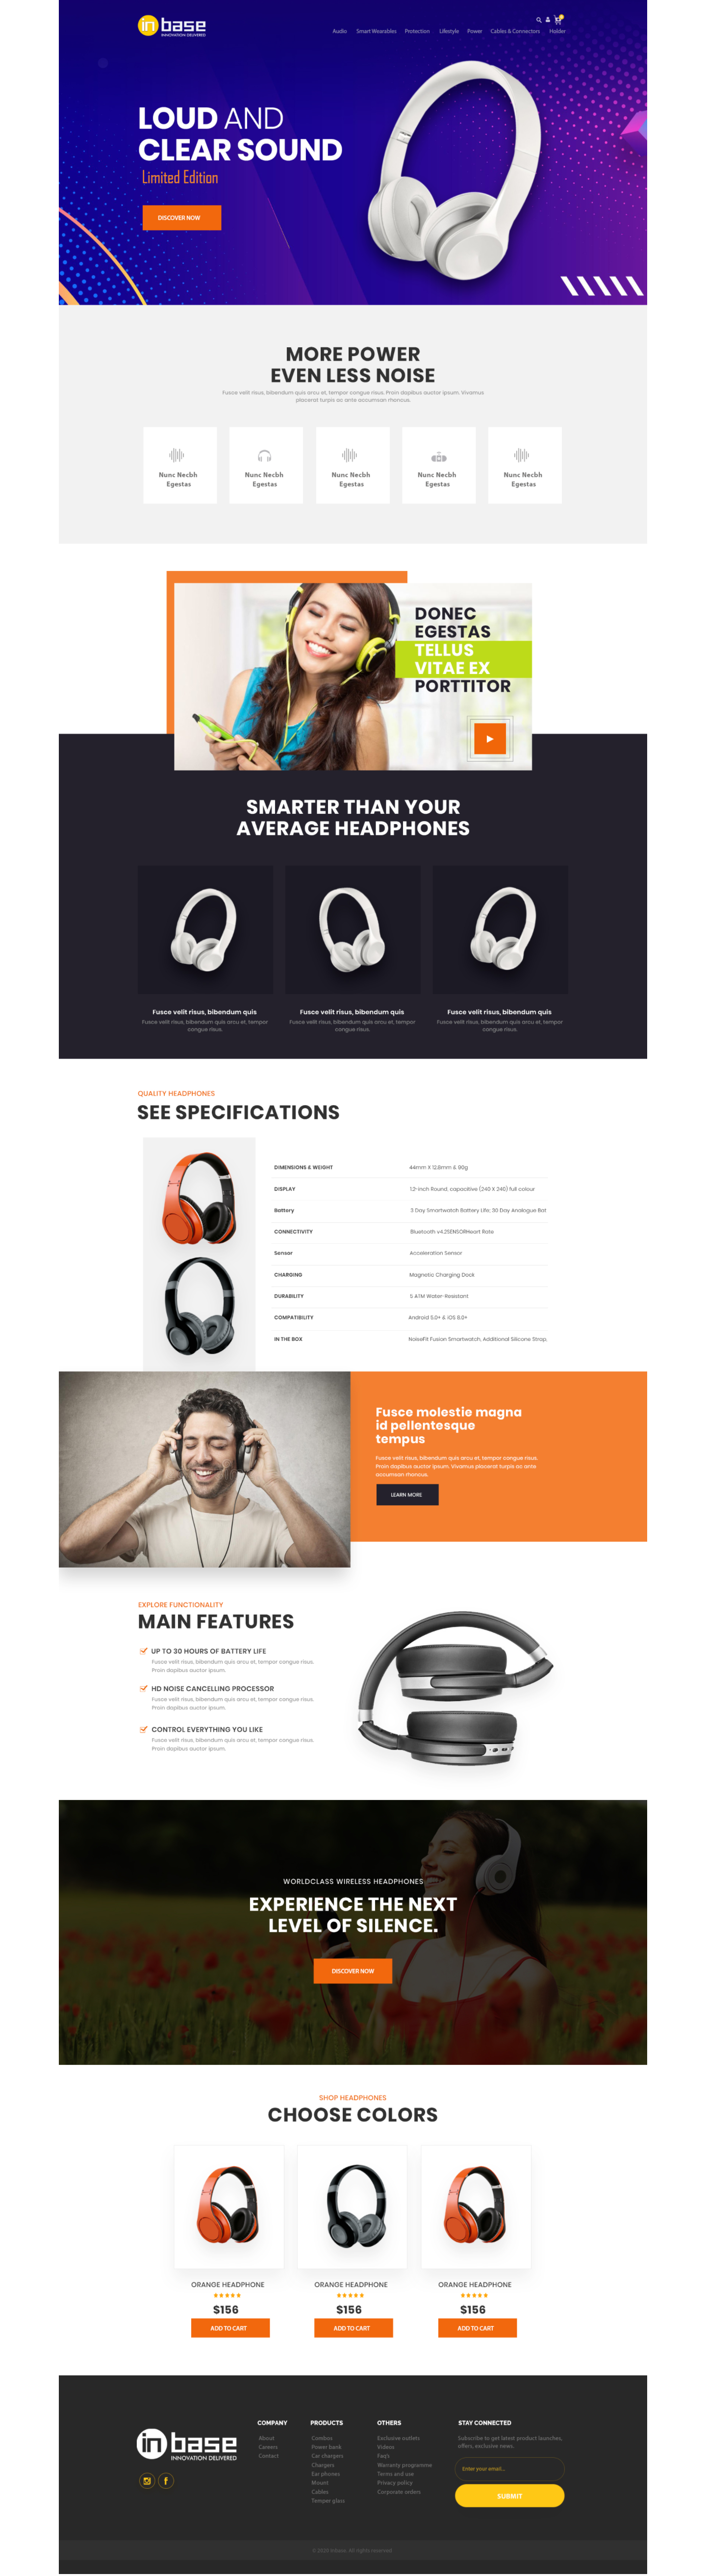 in base
INNOVATION DELIVERED
Audio Smart Wearables Protection Lifestyle Power Cables & Connectors Holder
LOUD AND
CLEAR SOUND
Limited Edition
DISCOVER NOW
MORE POWER
EVEN LESS NOISE
Fusce velit risus, bibendum quis arcu et, tempor congue risus. Proin dapibus auctor ipsum. Vivamus
placerat turpis ac ante accumsan rhoncus.
Nunc Necbh
Egestas
Nunc Necbh
Egestas
Nunc Necbh
Egestas
Nunc Necbh
Egestas
Nunc Necbh
Egestas
DONEC
EGESTAS
TELLUS
VITAE EX
PORTTITOR
SMARTER THAN YOUR
AVERAGE HEADPHONES
Fusce velit risus, bibendum quis
Fusce velit risus, bibendum quis arcu et, tempor
congue risus.
Fusce velit risus, bibendum quis
Fusce velit risus, bibendum quis arcu et, tempor
congue risus.
Fusce velit risus, bibendum quis
Fusce velit risus, bibendum quis arcu et, tempor
congue risus.
QUALITY HEADPHONES
SEE SPECIFICATIONS
DIMENSIONS & WEIGHT 44mm X 12.8mm & 90g
DISPLAY 1.2-inch Round, capacitive (240 X 240) full colour
Battery 3 Day Smartwatch Battery Life; 30 Day Analogue Bat
CONNECTIVITY Bluetooth v4.2SENSORHeart Rate
Sensor Acceleration Sensor
CHARGING Magnetic Charging Dock
DURABILITY 5 ATM Water-Resistant
COMPATIBILITY Android 5.0+ & iOS 9.0+
IN THE BOX NoiseFit Fusion Smartwatch, Additional Silicone Strap,
Fusce molestie magna
id pellentesque
tempus
Fusce velit risus, bibendum quis arcu et, tempor congue risus.
Proin dapibus auctor ipsum. Vivamus placerat turpis ac ante
accumsan rhoncus.
LEARN MORE
EXPLORE FUNCTIONALITY
MAIN FEATURES
UP TO 30 HOURS OF BATTERY LIFE
Fusce velit risus, bibendum quis arcu et, tempor congue risus.
Proin dapibus auctor ipsum.
HD NOISE CANCELLING PROCESSOR
Fusce velit risus, bibendum quis arcu et, tempor congue risus.
Proin dapibus auctor ipsum.
CONTROL EVERYTHING YOU LIKE
Fusce velit risus, bibendum quis arcu et, tempor congue risus.
Proin dapibus auctor ipsum.
WORLDCLASS WIRELESS HEADPHONES
EXPERIENCE THE NEXT
LEVEL OF SILENCE.
DISCOVER NOW
SHOP HEADPHONES
CHOOSE COLORS
ORANGE HEADPHONE
$156
ADD TO CART
ORANGE HEADPHONE
$156
ADD TO CART
ORANGE HEADPHONE
$156
ADD TO CART
in base
INNOVATION DELIVERED
COMPANY
About
Careers
Contact
PRODUCTS
Combos
Power bank
Car chargers
Chargers
Ear phones
Mount
Cables
Temper glass
OTHERS
Exclusive outlets
Videos
Faq's
Warranty programme
Terms and use
Privacy policy
Corporate orders
STAY CONNECTED
Subscribe to get latest product launches,
offers, exclusive news.
Enter your email...
SUBMIT
© 2020 Inbase. All rights reserved